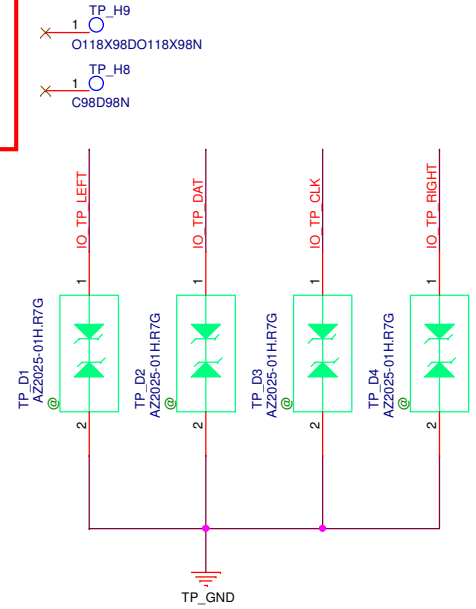 TP_H9
1
O118X98DO118X98N
TP_H8
1
C98D98N
IO_TP_LEFT
IO_TP_DAT
IO_TP_CLK
IO_TP_RIGHT
1
1
1
1
TP_D1
AZ2025-01H.R7G
@
TP_D2
AZ2025-01H.R7G
@
TP_D3
AZ2025-01H.R7G
@
TP_D4
AZ2025-01H.R7G
@
2
2
2
2
TP_GND